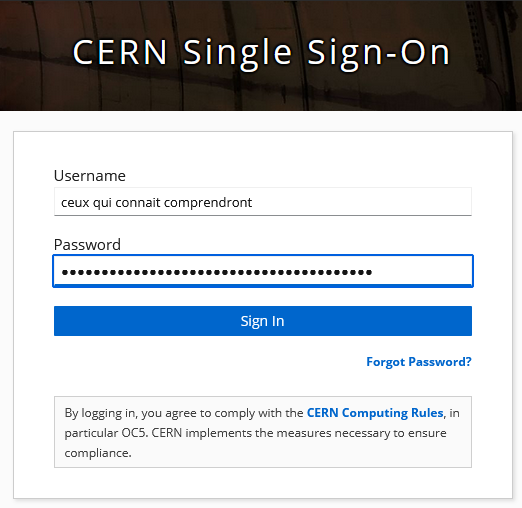 CERN Single Sign-On
Username
ceux qui connait comprendront
Password
•••••••••••••••••••••••••••••••••••••••
Sign In
Forgot Password?
By logging in, you agree to comply with the CERN Computing Rules, in
particular OC5. CERN implements the measures necessary to ensure
compliance.